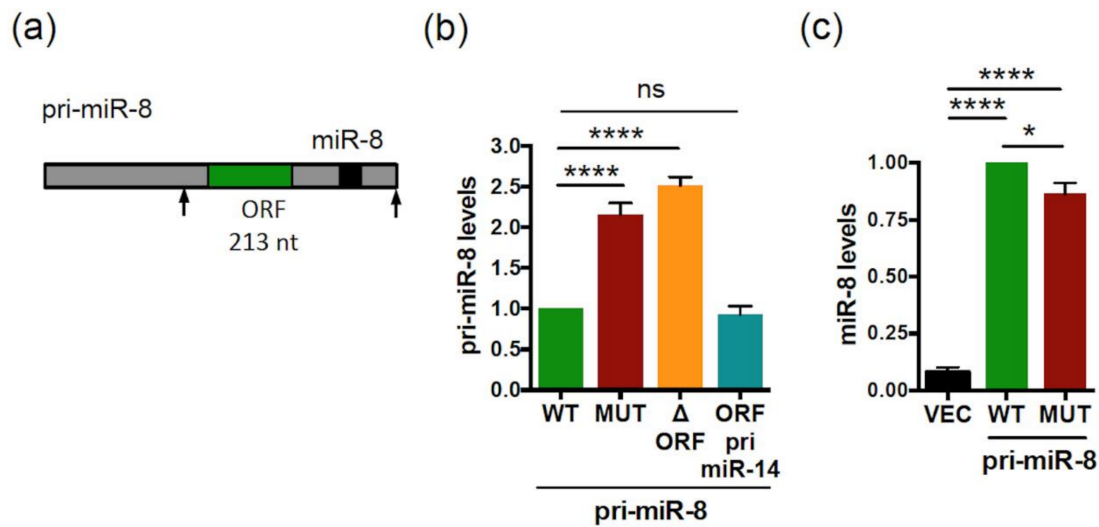 (a)
pri-miR-8
miR-8
ORF
213 nt
(b)
ns
****
****
pri-miR-8 levels
3.0
2.5
2.0
1.5
1.0
0.5
0.0
WT
MUT
Δ
ORF
ORF
pri
miR-14
pri-miR-8
(c)
****
****
*
miR-8 levels
1.00
0.75
0.50
0.25
0.00
VEC
WT
MUT
pri-miR-8